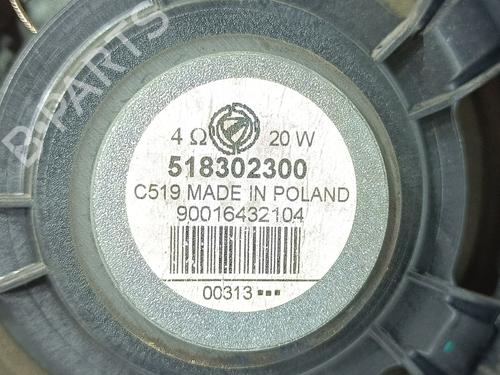 4 Ω 20 W
518302300
C519 MADE IN POLAND
90016432104
00313
B-PARTS